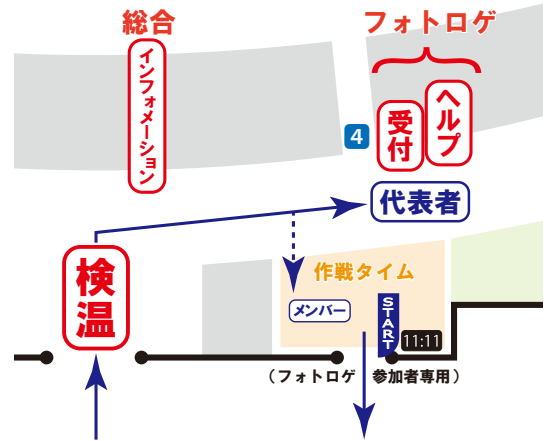 総合
インフォメーション
フォトロゲ
受付
ヘルプ
4
代表者
検温
作戦タイム
メンバー
START
11:11
(フォトロゲ 参加者専用)